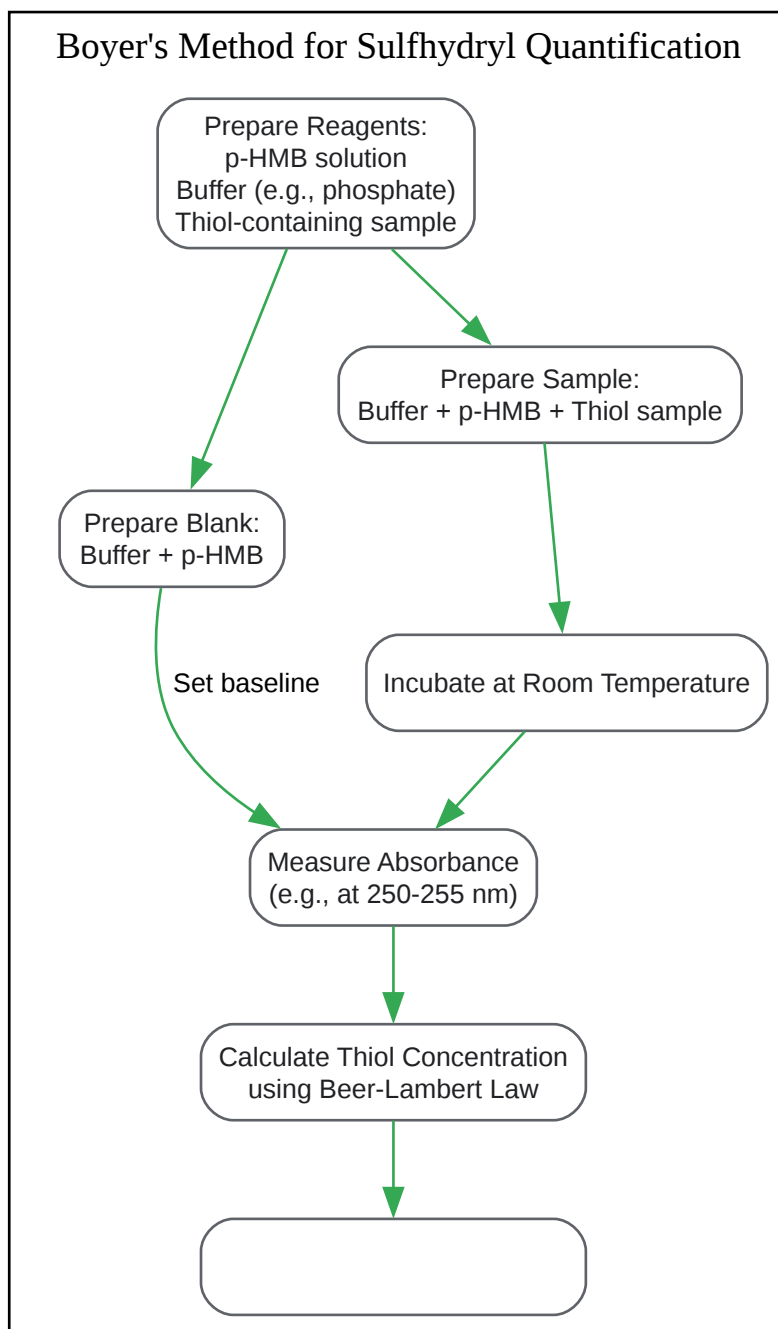 Boyer's Method for Sulfhydryl Quantification
Prepare Reagents:
p-HMB solution
Buffer (e.g., phosphate)
Thiol-containing sample
Prepare Sample:
Buffer + p-HMB + Thiol sample
Prepare Blank:
Buffer + p-HMB
Set baseline
Incubate at Room Temperature
Measure Absorbance
(e.g., at 250-255 nm)
Calculate Thiol Concentration
using Beer-Lambert Law